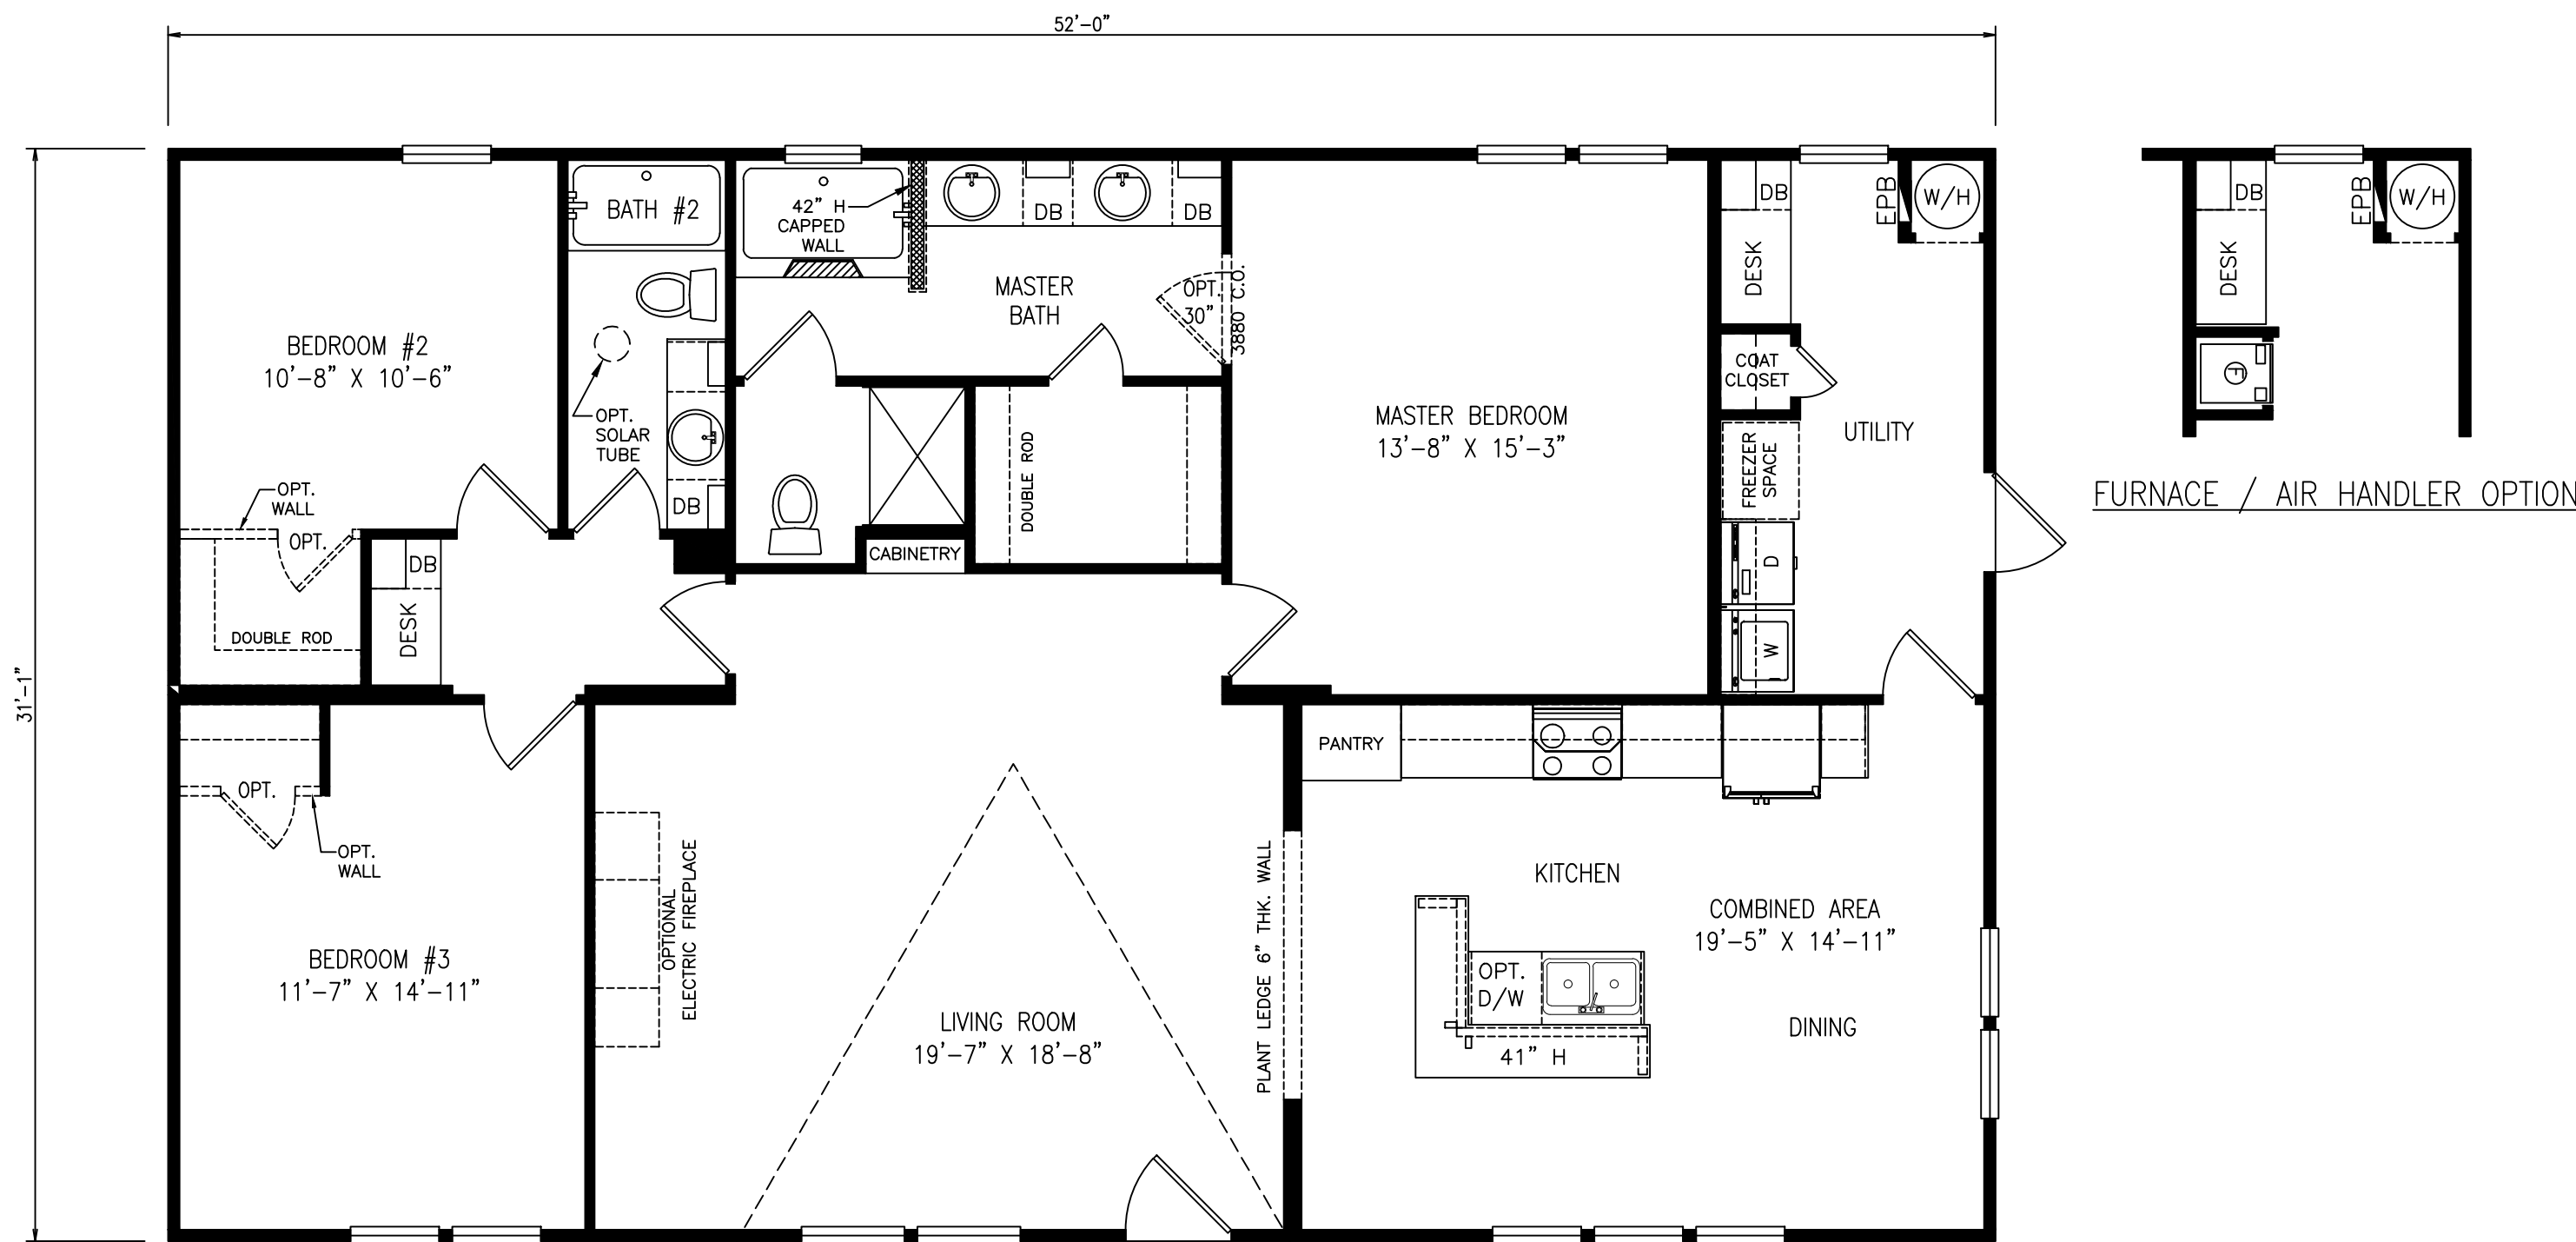 52'-0"
31'-1"
BEDROOM #2
10'-8" X 10'-6"
OPT.
WALL
OPT.
DOUBLE ROD
DB
DESK
BATH #2
OPT.
SOLAR
TUBE
DB
42" H
CAPPED
WALL
DB
DB
MASTER
BATH
OPT.
30"
3880 C.O.
DOUBLE ROD
CABINETRY
MASTER BEDROOM
13'-8" X 15'-3"
DB
DESK
EPB
W/H
COAT
CLOSET
FREEZER
SPACE
UTILITY
D
W
DB
DESK
EPB
W/H
F
FURNACE / AIR HANDLER OPTION
OPT.
OPT.
WALL
BEDROOM #3
11'-7" X 14'-11"
OPTIONAL
ELECTRIC FIREPLACE
LIVING ROOM
19'-7" X 18'-8"
PLANT LEDGE 6" THK. WALL
PANTRY
KITCHEN
COMBINED AREA
19'-5" X 14'-11"
OPT.
D/W
41" H
DINING